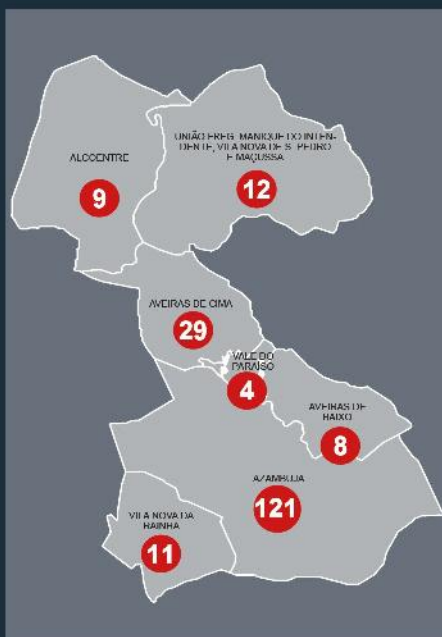 ALCOENTRE
9
UNIÃO FREG. MANIQUE DO INTEN-
DENTE, VILA NOVA DE S. PEDRO
E MAÇUSSA
12
AVEIRAS DE CIMA
29
VALE DO
PARAÍSO
4
AVEIRAS DE
BAIXO
8
AZAMBUJA
121
VILA NOVA DA
RAINHA
11